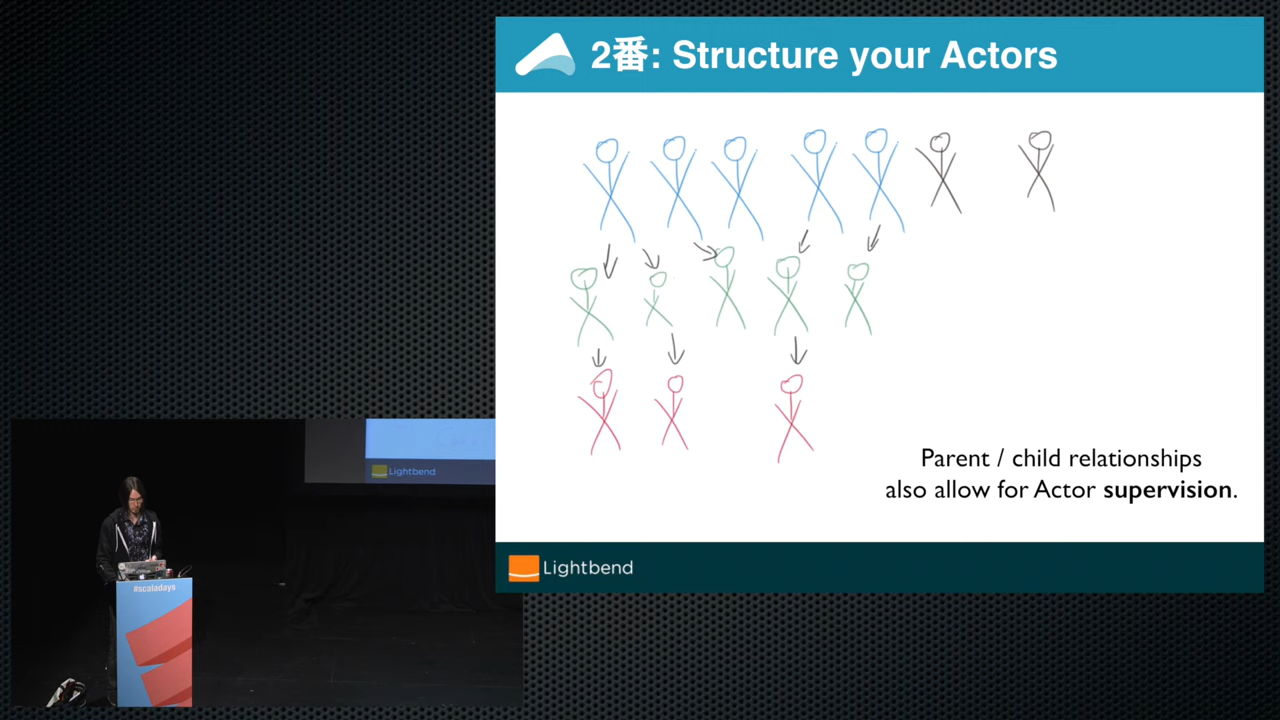 2番: Structure your Actors
Parent / child relationships
also allow for Actor supervision.
Lightbend
Lightbend
#scaladays